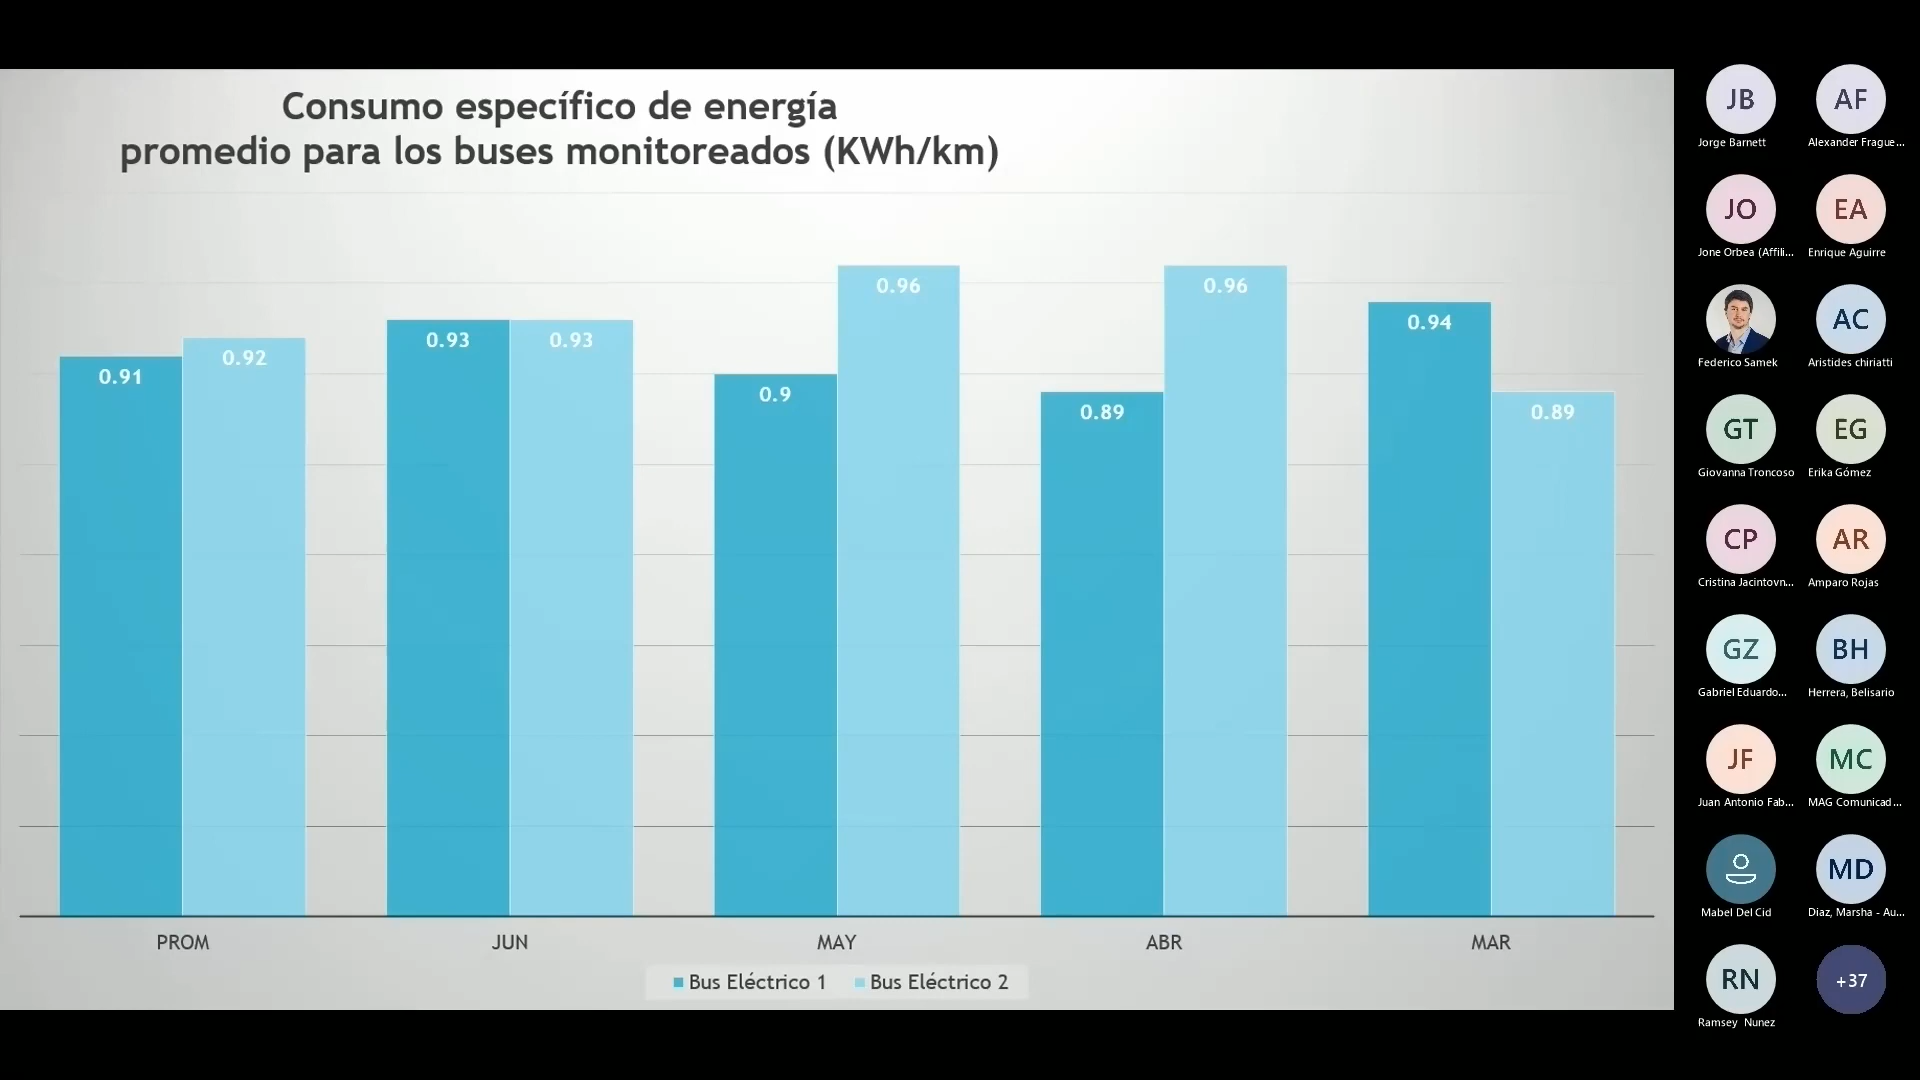 Consumo específico de energía
promedio para los buses monitoreados (KWh/km)
0.91
0.92
0.93
0.93
0.9
0.96
0.89
0.96
0.94
0.89
PROM
JUN
MAY
ABR
MAR
Bus Eléctrico 1
Bus Eléctrico 2
JB
Jorge Barnett
AF
Alexander Frague...
JO
Jone Orbea (Affili...
EA
Enrique Aguirre
Federico Samek
AC
Aristides chiriatti
GT
Giovanna Troncoso
EG
Erika Gómez
CP
Cristina Jacintovn...
AR
Amparo Rojas
GZ
Gabriel Eduardo...
BH
Herrera, Belisario
JF
Juan Antonio Fab...
MC
MAG Comunicad...
Mabel Del Cid
MD
Diaz, Marsha - Au...
RN
Ramsey Nunez
+37